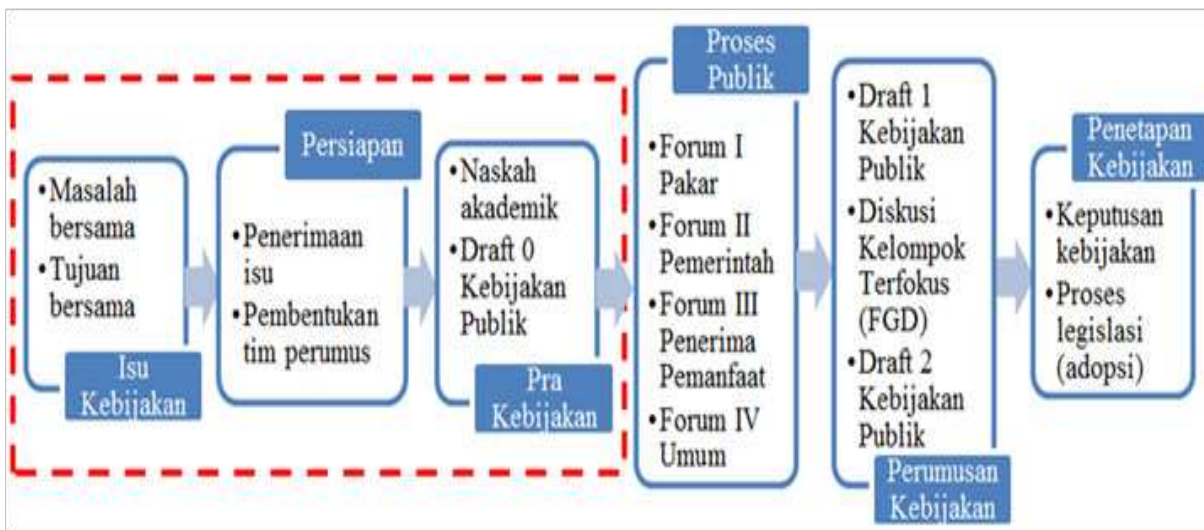 •Masalah
bersama
•Tujuan
bersama
Isu
Kebijakan
Persiapan
•Penerimaan
isu
•Pembentukan
tim perumus
•Naskah
akademik
•Draft 0
Kebijakan
Publik
Pra
Kebijakan
Proses
Publik
•Forum I
Pakar
•Forum II
Pemerintah
•Forum III
Penerima
Pemanfaat
•Forum IV
Umum
•Draft 1
Kebijakan
Publik
•Diskusi
Kelompok
Terfokus
(FGD)
•Draft 2
Kebijakan
Publik
Perumusan
Kebijakan
Penetapan
Kebijakan
•Keputusan
kebijakan
•Proses
legislasi
(adopsi)